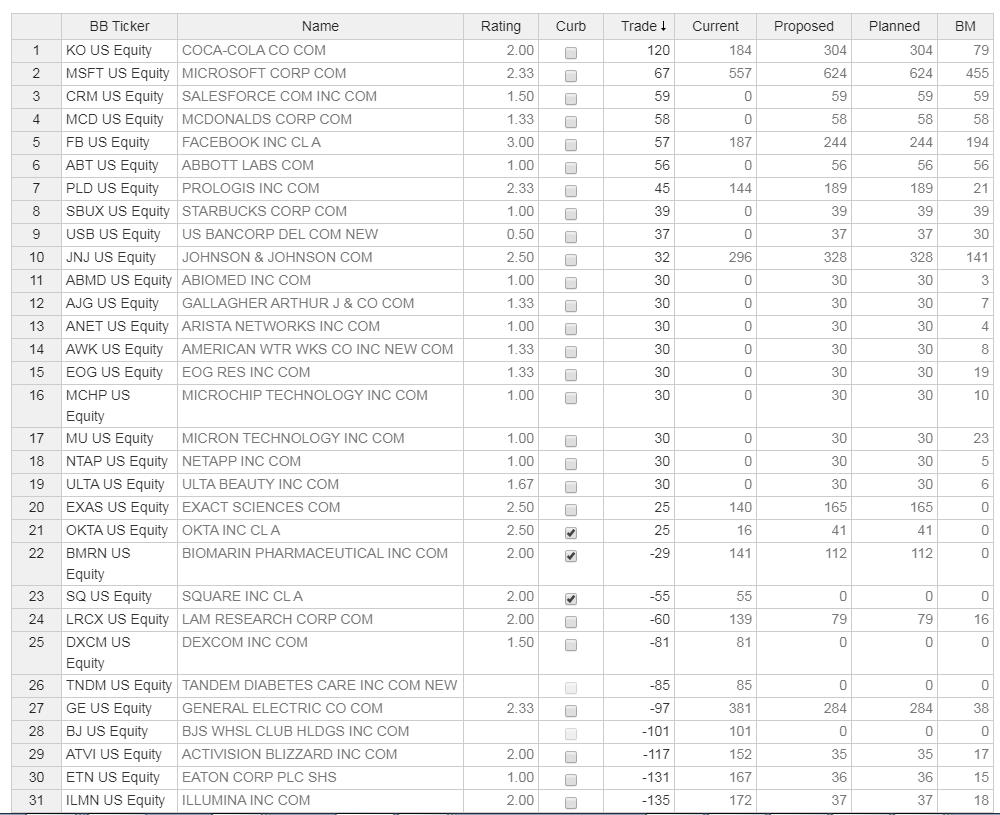 BB Ticker Name Rating Curb Trade ↓ Current Proposed Planned BM
1 KO US Equity COCA-COLA CO COM 2.00 120 184 304 304 79
2 MSFT US Equity MICROSOFT CORP COM 2.33 67 557 624 624 455
3 CRM US Equity SALESFORCE COM INC COM 1.50 59 0 59 59 59
4 MCD US Equity MCDONALDS CORP COM 1.33 58 0 58 58 58
5 FB US Equity FACEBOOK INC CL A 3.00 57 187 244 244 194
6 ABT US Equity ABBOTT LABS COM 1.00 56 0 56 56 56
7 PLD US Equity PROLOGIS INC COM 2.33 45 144 189 189 21
8 SBUX US Equity STARBUCKS CORP COM 1.00 39 0 39 39 39
9 USB US Equity US BANCORP DEL COM NEW 0.50 37 0 37 37 30
10 JNJ US Equity JOHNSON & JOHNSON COM 2.50 32 296 328 328 141
11 ABMD US Equity ABIOMED INC COM 1.00 30 0 30 30 3
12 AJG US Equity GALLAGHER ARTHUR J & CO COM 1.33 30 0 30 30 7
13 ANET US Equity ARISTA NETWORKS INC COM 1.00 30 0 30 30 4
14 AWK US Equity AMERICAN WTR WKS CO INC NEW COM 1.33 30 0 30 30 8
15 EOG US Equity EOG RES INC COM 1.33 30 0 30 30 19
16 MCHP US MICROCHIP TECHNOLOGY INC COM 1.00 30 0 30 30 10
Equity
17 MU US Equity MICRON TECHNOLOGY INC COM 1.00 30 0 30 30 23
18 NTAP US Equity NETAPP INC COM 1.00 30 0 30 30 5
19 ULTA US Equity ULTA BEAUTY INC COM 1.67 30 0 30 30 6
20 EXAS US Equity EXACT SCIENCES COM 2.50 25 140 165 165 0
21 OKTA US Equity OKTA INC CL A 2.50 25 16 41 41 0
22 BMRN US BIOMARIN PHARMACEUTICAL INC COM 2.00 -29 141 112 112 0
Equity
23 SQ US Equity SQUARE INC CL A 2.00 -55 55 0 0 0
24 LRCX US Equity LAM RESEARCH CORP COM 2.00 -60 139 79 79 16
25 DXCM US DEXCOM INC COM 1.50 -81 81 0 0 0
Equity
26 TNDM US Equity TANDEM DIABETES CARE INC COM NEW -85 85 0 0 0
27 GE US Equity GENERAL ELECTRIC CO COM 2.33 -97 381 284 284 38
28 BJ US Equity BJS WHSL CLUB HLDGS INC COM -101 101 0 0 0
29 ATVI US Equity ACTIVISION BLIZZARD INC COM 2.00 -117 152 35 35 17
30 ETN US Equity EATON CORP PLC SHS 1.00 -131 167 36 36 15
31 ILMN US Equity ILLUMINA INC COM 2.00 -135 172 37 37 18